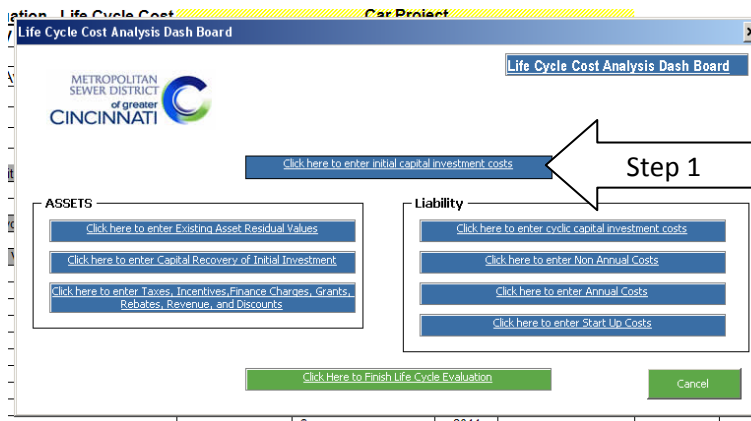 Life Cycle Cost
Car Project
Life Cycle Cost Analysis Dash Board
Life Cycle Cost Analysis Dash Board
METROPOLITAN
SEWER DISTRICT
of greater
CINCINNATI
Click here to enter initial capital investment costs
Step 1
ASSETS
Click here to enter Existing Asset Residual Values
Click here to enter Capital Recovery of Initial Investment
Click here to enter Taxes, Incentives,Finance Charges, Grants,
Rebates, Revenue, and Discounts
Liability
Click here to enter cyclic capital investment costs
Click here to enter Non Annual Costs
Click here to enter Annual Costs
Click here to enter Start Up Costs
Click Here to Finish Life Cycle Evaluation
Cancel